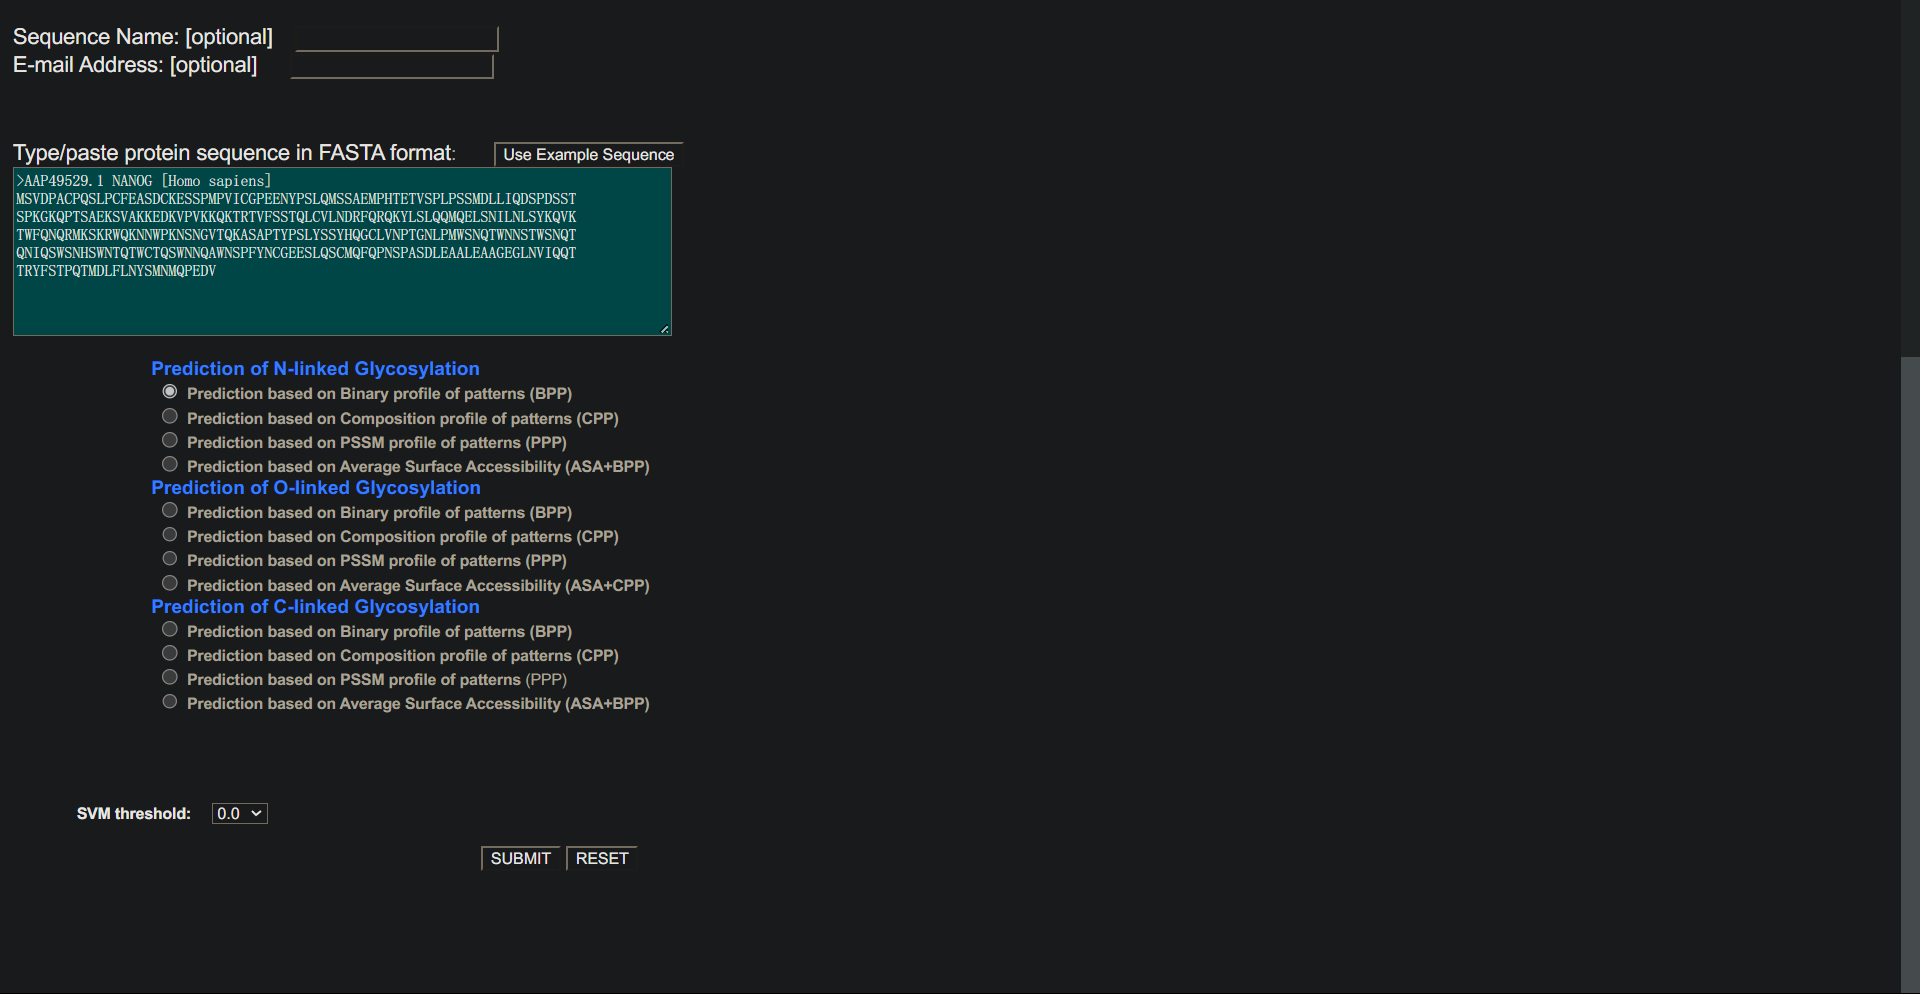 Sequence Name: [optional]
E-mail Address: [optional]
Type/paste protein sequence in FASTA format: Use Example Sequence
>AAP49529.1 NANOG [Homo sapiens]
MSVDPACPQSLPCFEASDCKESSPMPVICGPEENYPSLQMSSAEMPHTETVSPLPSSMDLLIQDSPDSST
SPKGKQPTSAEKSVAKKEDKVPVKKQKTRTVFSSTQLCVLNDRFQRQKYLSLQQMQELSNILNLSYKQVK
TWFQNQRMKSKRWQKNNWPKNSNGVTQKASAPTYPSLYSSYHQGCLVNPTGNLPMWSNQTWNNSTWSNQT
QNIQSWSNHSWNTQTWCTQSWNNQAWNSPFYNCGEESLQSCMQFQPNSPASDLEAALEAAGEGLNVIQQT
TRYFSTPQTMDLFLNYSMNMQPEDV
Prediction of N-linked Glycosylation
Prediction based on Binary profile of patterns (BPP)
Prediction based on Composition profile of patterns (CPP)
Prediction based on PSSM profile of patterns (PPP)
Prediction based on Average Surface Accessibility (ASA+BPP)
Prediction of O-linked Glycosylation
Prediction based on Binary profile of patterns (BPP)
Prediction based on Composition profile of patterns (CPP)
Prediction based on PSSM profile of patterns (PPP)
Prediction based on Average Surface Accessibility (ASA+CPP)
Prediction of C-linked Glycosylation
Prediction based on Binary profile of patterns (BPP)
Prediction based on Composition profile of patterns (CPP)
Prediction based on PSSM profile of patterns (PPP)
Prediction based on Average Surface Accessibility (ASA+BPP)
SVM threshold: 0.0
SUBMIT RESET